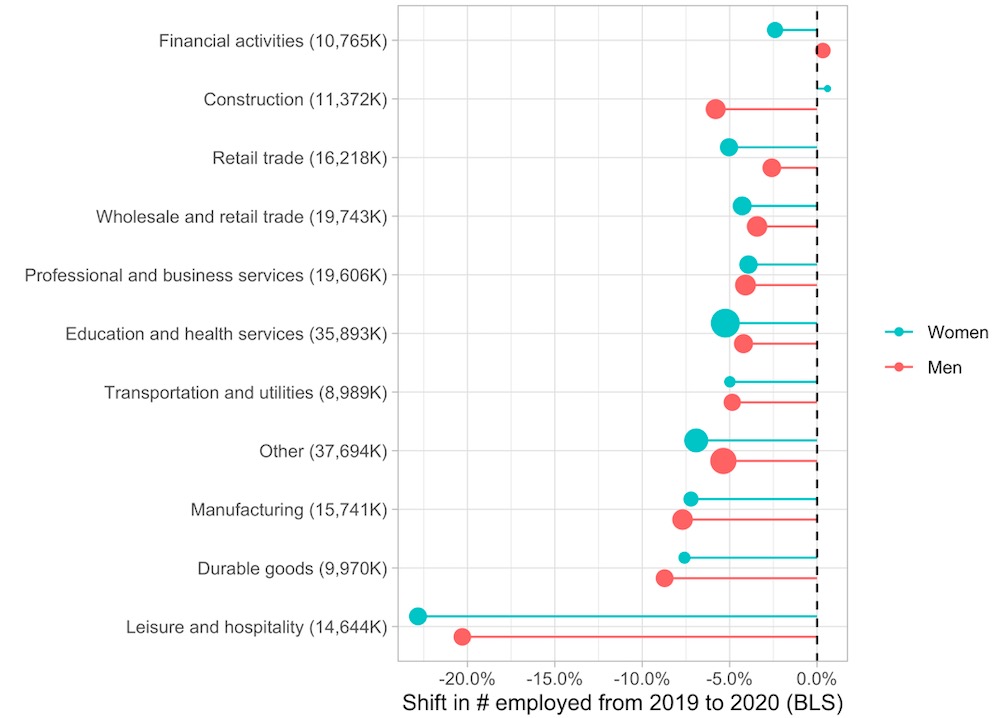 Financial activities (10,765K)
Construction (11,372K)
Retail trade (16,218K)
Wholesale and retail trade (19,743K)
Professional and business services (19,606K)
Education and health services (35,893K)
Transportation and utilities (8,989K)
Other (37,694K)
Manufacturing (15,741K)
Durable goods (9,970K)
Leisure and hospitality (14,644K)
-20.0% -15.0% -10.0% -5.0% 0.0%
Shift in # employed from 2019 to 2020 (BLS)
Women
Men